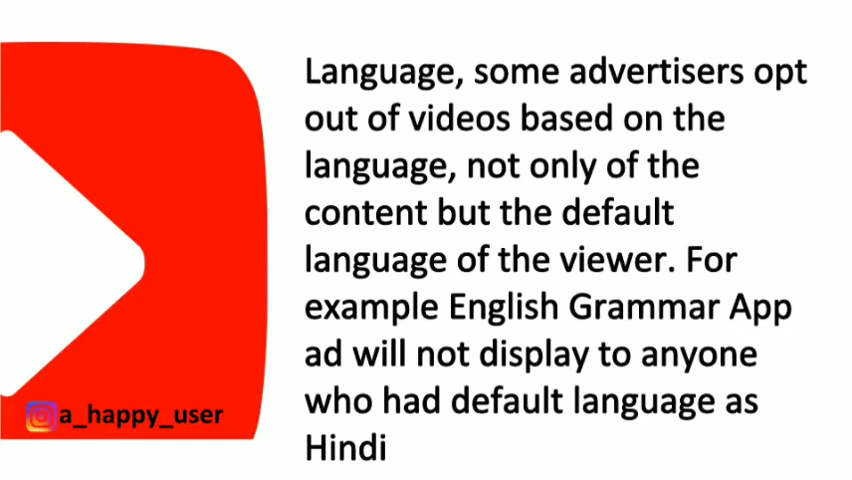 Language, some advertisers opt
out of videos based on the
language, not only of the
content but the default
language of the viewer. For
example English Grammar App
ad will not display to anyone
who had default language as
Hindi
a_happy_user